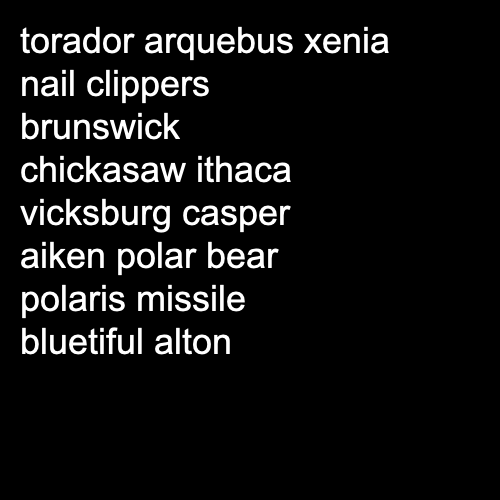 torador arquebus xenia
nail clippers
brunswick
chickasaw ithaca
vicksburg casper
aiken polar bear
polaris missile
bluetiful alton